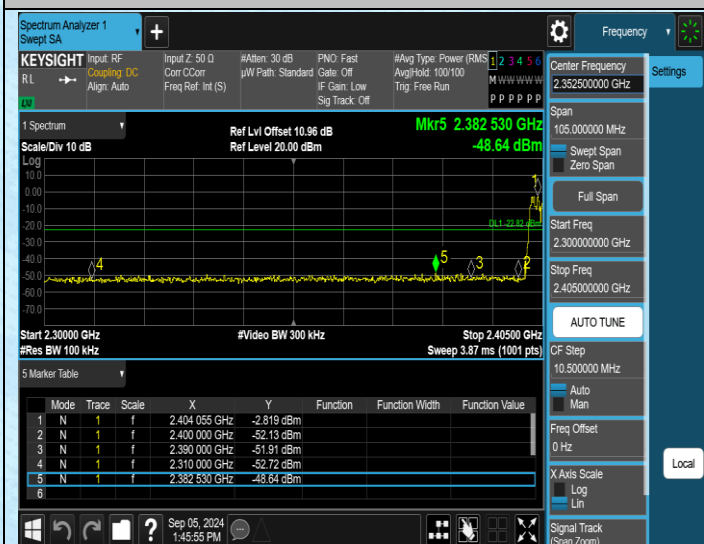 Spectrum Analyzer 1
Swept SA
Frequency
KEYSIGHT
RL
Input: RF
Coupling: DC
Align: Auto
Input Z: 50 Ω
Corr CCorr
Freq Ref: Int (S)
#Atten: 30 dB
µW Path: Standard
PNO: Fast
Gate: Off
IF Gain: Low
Sig Track: Off
#Avg Type: Power (RMS
Avg|Hold: 100/100
Trig: Free Run
1 2 3 4 5 6
M W W W W W
P P P P P P
1 Spectrum
Scale/Div 10 dB
Ref Lvl Offset 10.96 dB
Ref Level 20.00 dBm
Mkr5 2.382 530 GHz
-48.64 dBm
Log
10.0
0.00
-10.0
-20.0
-30.0
-40.0
-50.0
-60.0
-70.0
DL1 -22.82 dBm
1
2
3
4
5
Start 2.30000 GHz
#Res BW 100 kHz
#Video BW 300 kHz
Stop 2.40500 GHz
Sweep 3.87 ms (1001 pts)
5 Marker Table
Mode Trace Scale X Y Function Function Width Function Value
1 N 1 f 2.404 055 GHz -2.819 dBm
2 N 1 f 2.400 000 GHz -52.13 dBm
3 N 1 f 2.390 000 GHz -51.91 dBm
4 N 1 f 2.310 000 GHz -52.72 dBm
5 N 1 f 2.382 530 GHz -48.64 dBm
6
Sep 05, 2024
1:45:55 PM
Center Frequency
2.352500000 GHz
Settings
Span
105.000000 MHz
Swept Span
Zero Span
Full Span
Start Freq
2.300000000 GHz
Stop Freq
2.405000000 GHz
AUTO TUNE
CF Step
10.500000 MHz
Auto
Man
Freq Offset
0 Hz
X Axis Scale
Log
Lin
Signal Track
(Span Zoom)
Local